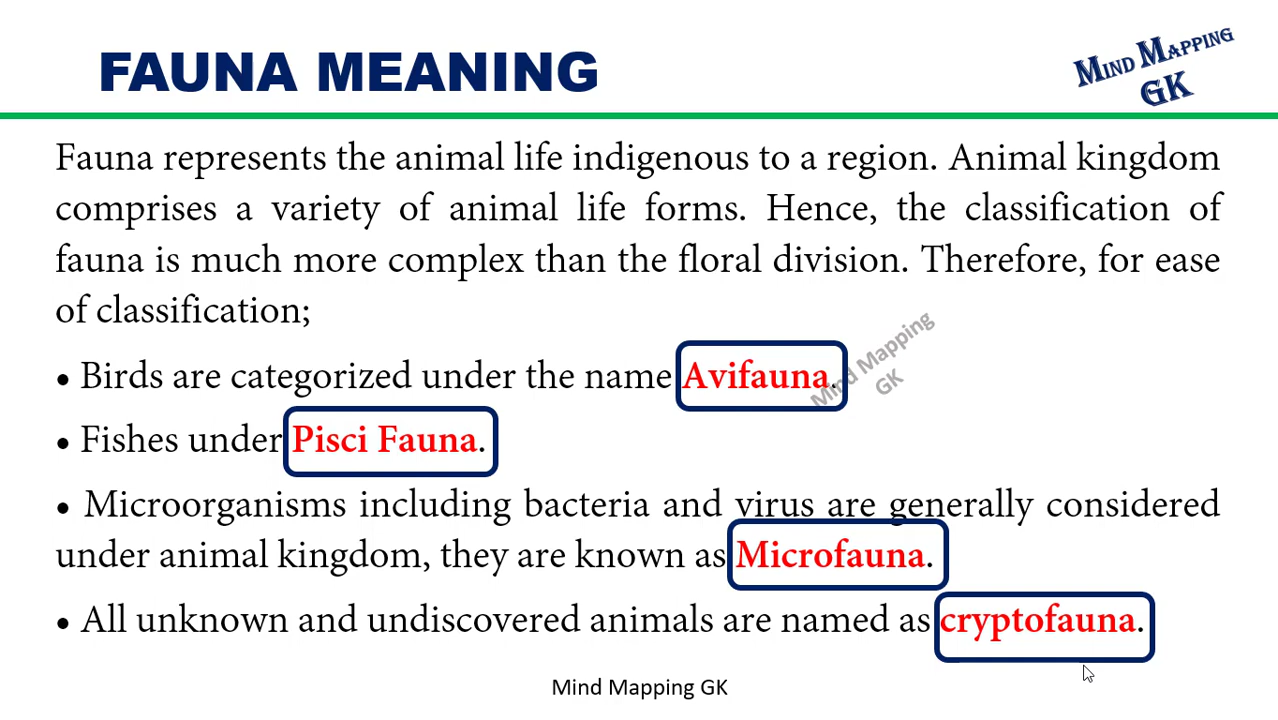 FAUNA MEANING
MIND MAPPING
GK
Fauna represents the animal life indigenous to a region. Animal kingdom
comprises a variety of animal life forms. Hence, the classification of
fauna is much more complex than the floral division. Therefore, for ease
of classification;
• Birds are categorized under the name Avifauna.
Mind Mapping
GK
• Fishes under Pisci Fauna.
• Microorganisms including bacteria and virus are generally considered
under animal kingdom, they are known as Microfauna.
• All unknown and undiscovered animals are named as cryptofauna.
Mind Mapping GK